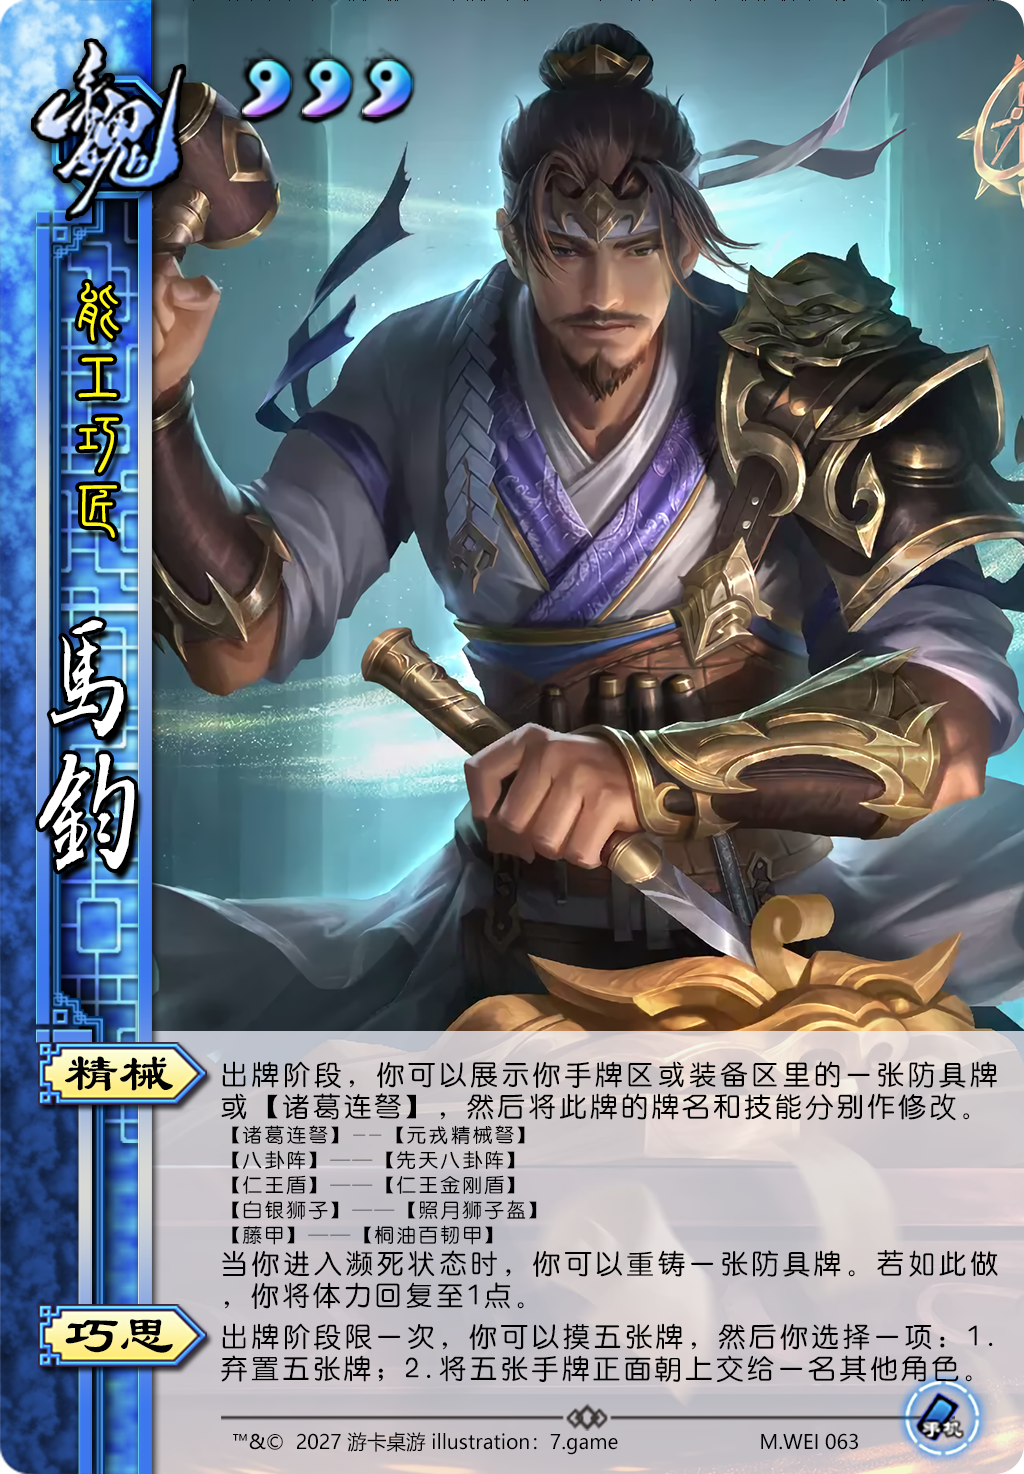 魏
能工巧匠
馬鈞
精械
出牌阶段，你可以展示你手牌区或装备区里的一张防具牌
或【诸葛连弩】，然后将此牌的牌名和技能分别作修改。
【诸葛连弩】——【元戎精械弩】
【八卦阵】——【先天八卦阵】
【仁王盾】——【仁王金刚盾】
【白银狮子】——【照月狮子盔】
【藤甲】——【桐油百韧甲】
当你进入濒死状态时，你可以重铸一张防具牌。若如此做
，你将体力回复至1点。
巧思
出牌阶段限一次，你可以摸五张牌，然后你选择一项：1.
弃置五张牌；2.将五张手牌正面朝上交给一名其他角色。
™&© 2027 游卡桌游 illustration：7.game
M.WEI 063
手机